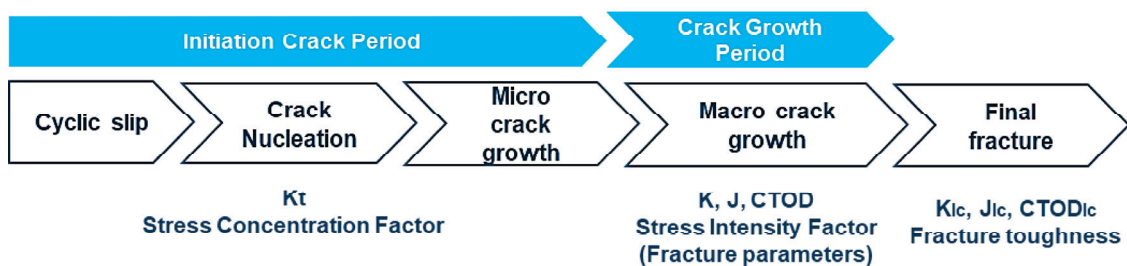 Initiation Crack Period
Crack Growth
Period
Cyclic slip
Crack
Nucleation
Micro
crack
growth
Macro crack
growth
Final
fracture
Kt
Stress Concentration Factor
K, J, CTOD
Stress Intensity Factor
(Fracture parameters)
KIc, JIc, CTODIc
Fracture toughness